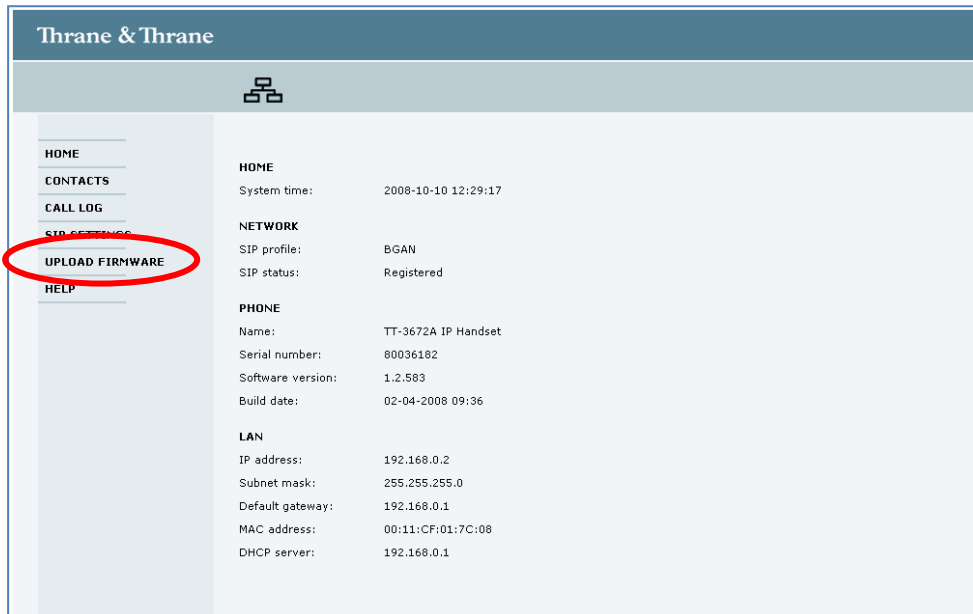 Thrane & Thrane
HOME
CONTACTS
CALL LOG
SIP SETTINGS
UPLOAD FIRMWARE
HELP
HOME
System time: 2008-10-10 12:29:17
NETWORK
SIP profile: BGAN
SIP status: Registered
PHONE
Name: TT-3672A IP Handset
Serial number: 80036182
Software version: 1.2.583
Build date: 02-04-2008 09:36
LAN
IP address: 192.168.0.2
Subnet mask: 255.255.255.0
Default gateway: 192.168.0.1
MAC address: 00:11:CF:01:7C:08
DHCP server: 192.168.0.1